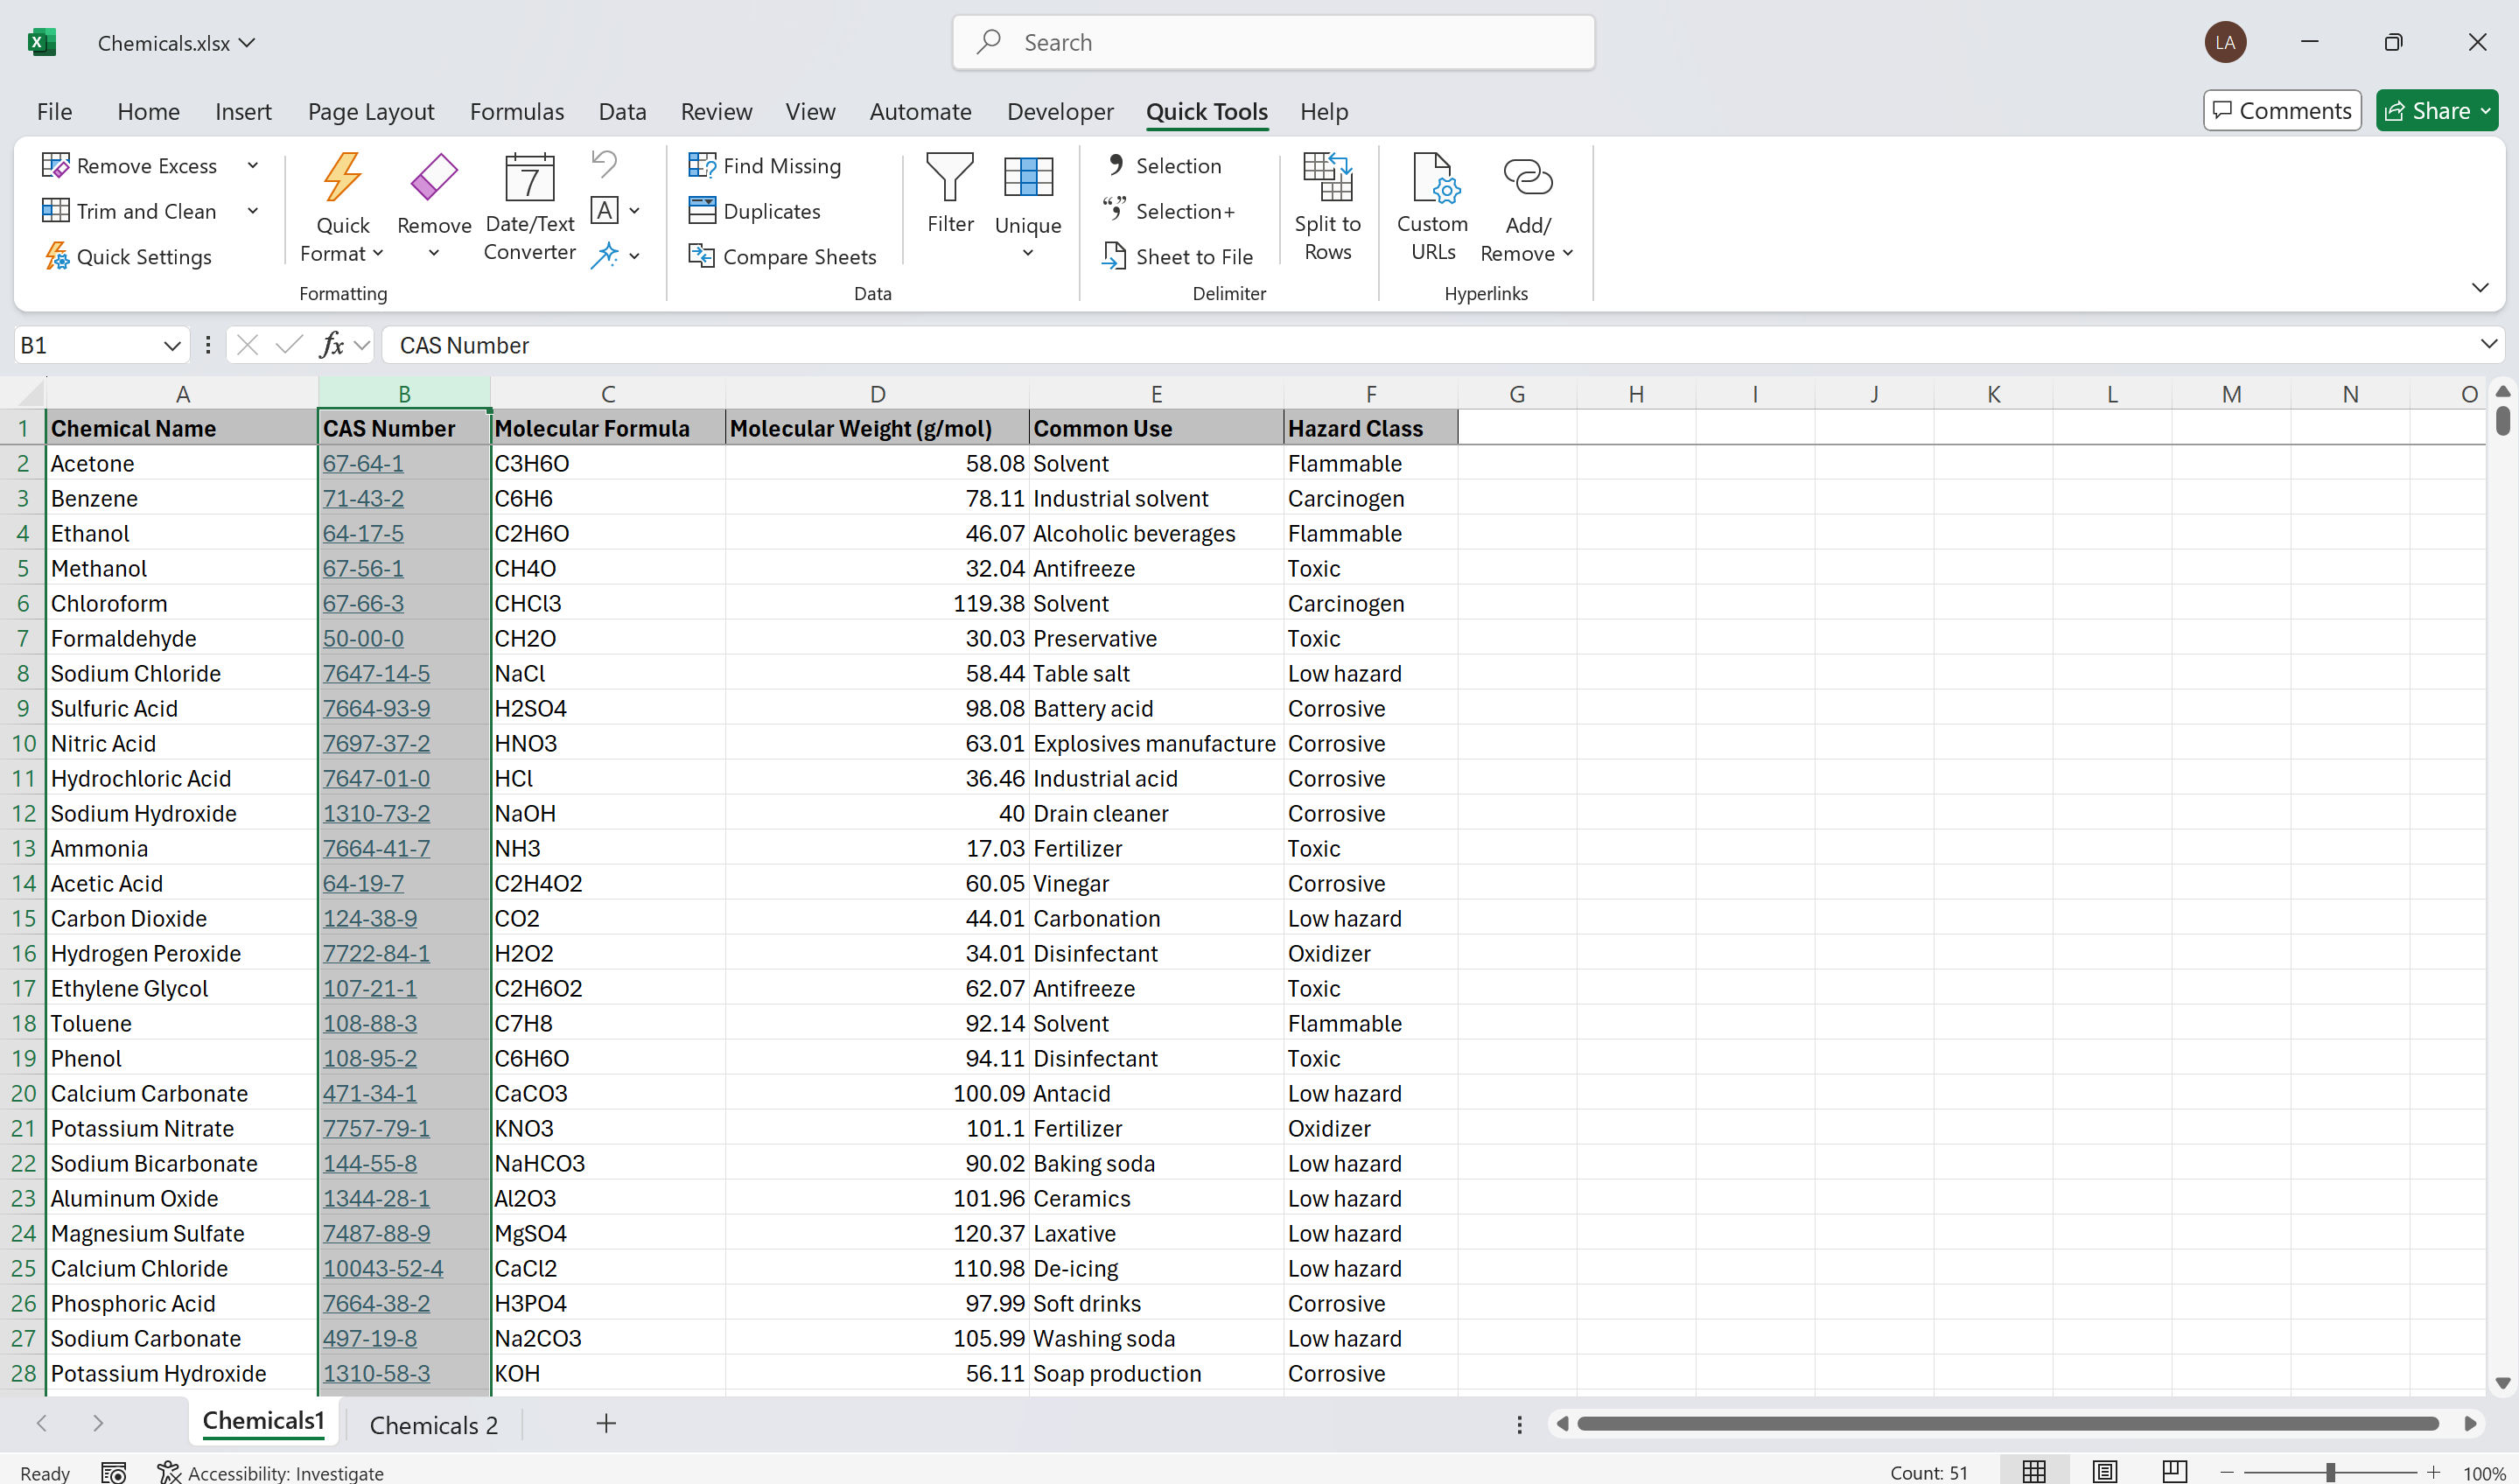 Chemicals.xlsx
Search
LA
File Home Insert Page Layout Formulas Data Review View Automate Developer Quick Tools Help Comments Share
Remove Excess
Trim and Clean
Quick Settings
Quick Format
Remove
7
Date/Text Converter
A
Formatting
Find Missing
Duplicates
Compare Sheets
Filter
Unique
Data
Selection
Selection+
Sheet to File
Split to Rows
Delimiter
Custom URLs
Add/ Remove
Hyperlinks
B1 fx CAS Number
A B C D E F G H I J K L M N O
1 Chemical Name CAS Number Molecular Formula Molecular Weight (g/mol) Common Use Hazard Class
2 Acetone 67-64-1 C3H6O 58.08 Solvent Flammable
3 Benzene 71-43-2 C6H6 78.11 Industrial solvent Carcinogen
4 Ethanol 64-17-5 C2H6O 46.07 Alcoholic beverages Flammable
5 Methanol 67-56-1 CH4O 32.04 Antifreeze Toxic
6 Chloroform 67-66-3 CHCl3 119.38 Solvent Carcinogen
7 Formaldehyde 50-00-0 CH2O 30.03 Preservative Toxic
8 Sodium Chloride 7647-14-5 NaCl 58.44 Table salt Low hazard
9 Sulfuric Acid 7664-93-9 H2SO4 98.08 Battery acid Corrosive
10 Nitric Acid 7697-37-2 HNO3 63.01 Explosives manufacture Corrosive
11 Hydrochloric Acid 7647-01-0 HCl 36.46 Industrial acid Corrosive
12 Sodium Hydroxide 1310-73-2 NaOH 40 Drain cleaner Corrosive
13 Ammonia 7664-41-7 NH3 17.03 Fertilizer Toxic
14 Acetic Acid 64-19-7 C2H4O2 60.05 Vinegar Corrosive
15 Carbon Dioxide 124-38-9 CO2 44.01 Carbonation Low hazard
16 Hydrogen Peroxide 7722-84-1 H2O2 34.01 Disinfectant Oxidizer
17 Ethylene Glycol 107-21-1 C2H6O2 62.07 Antifreeze Toxic
18 Toluene 108-88-3 C7H8 92.14 Solvent Flammable
19 Phenol 108-95-2 C6H6O 94.11 Disinfectant Toxic
20 Calcium Carbonate 471-34-1 CaCO3 100.09 Antacid Low hazard
21 Potassium Nitrate 7757-79-1 KNO3 101.1 Fertilizer Oxidizer
22 Sodium Bicarbonate 144-55-8 NaHCO3 90.02 Baking soda Low hazard
23 Aluminum Oxide 1344-28-1 Al2O3 101.96 Ceramics Low hazard
24 Magnesium Sulfate 7487-88-9 MgSO4 120.37 Laxative Low hazard
25 Calcium Chloride 10043-52-4 CaCl2 110.98 De-icing Low hazard
26 Phosphoric Acid 7664-38-2 H3PO4 97.99 Soft drinks Corrosive
27 Sodium Carbonate 497-19-8 Na2CO3 105.99 Washing soda Low hazard
28 Potassium Hydroxide 1310-58-3 KOH 56.11 Soap production Corrosive
Chemicals1 Chemicals 2
Ready Accessibility: Investigate Count: 51 100%